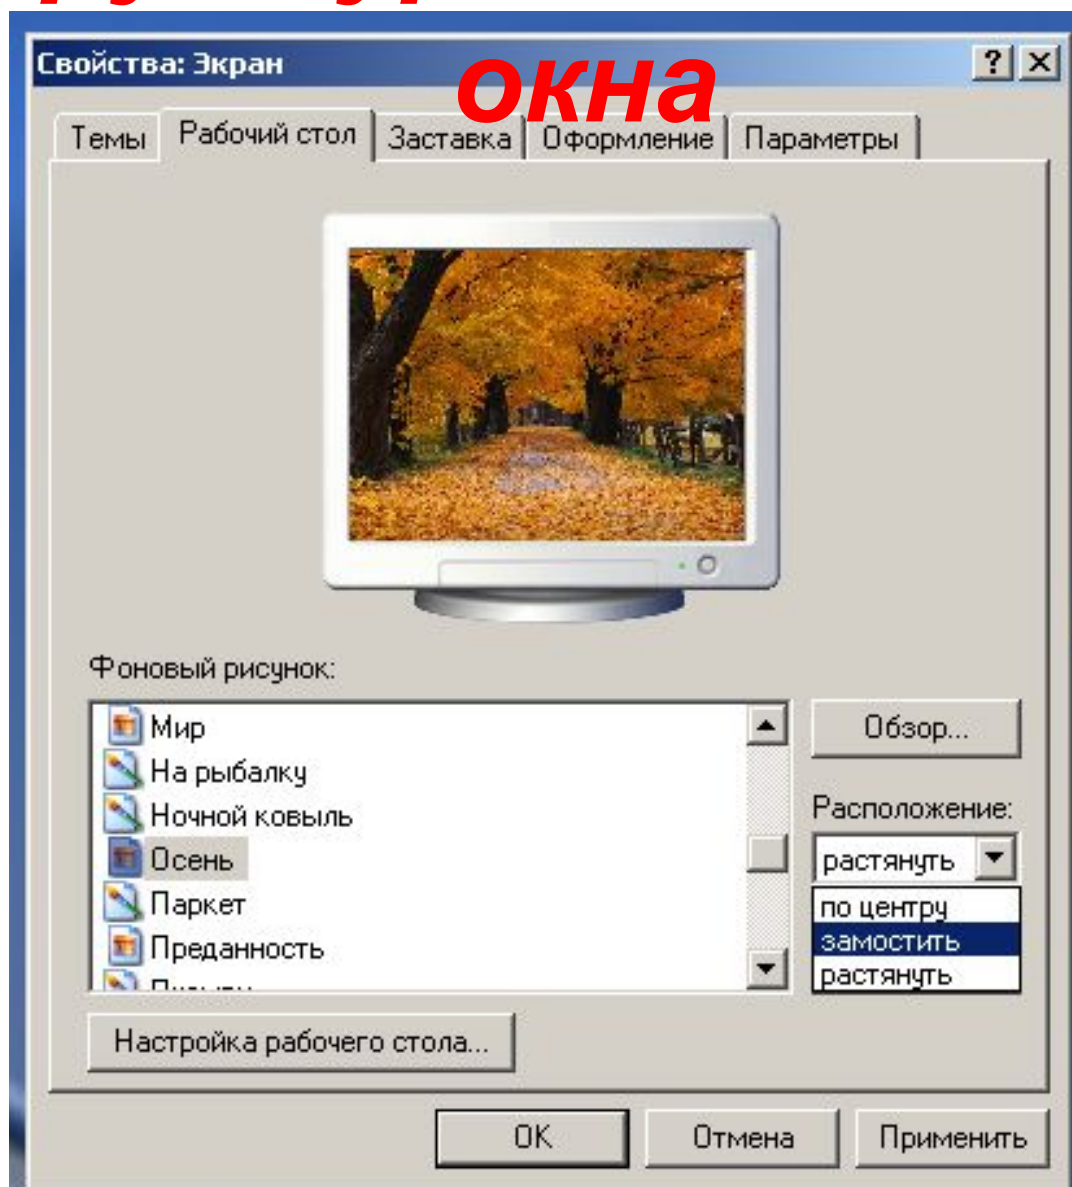 окна
Свойства: Экран
Темы Рабочий стол Заставка Оформление Параметры
Фоновый рисунок:
Мир
На рыбалку
Ночной ковыль
Осень
Паркет
Преданность
Обзор...
Расположение:
растянуть
по центру
замостить
растянуть
Настройка рабочего стола...
OK Отмена Применить